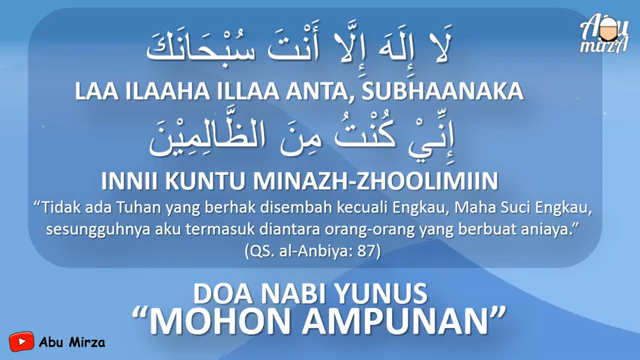 Abu
mirzA
لَا إِلَهَ إِلَّا أَنْتَ سُبْحَانَكَ
LAA ILAAHA ILLAA ANTA, SUBHAANAKA
إِنِّيْ كُنْتُ مِنَ الظَّالِمِيْنَ
INNII KUNTU MINAZH-ZHOOLIMIIN
“Tidak ada Tuhan yang berhak disembah kecuali Engkau, Maha Suci Engkau,
sesungguhnya aku termasuk diantara orang-orang yang berbuat aniaya.”
(QS. al-Anbiya: 87)
DOA NABI YUNUS
“MOHON AMPUNAN”
Abu Mirza